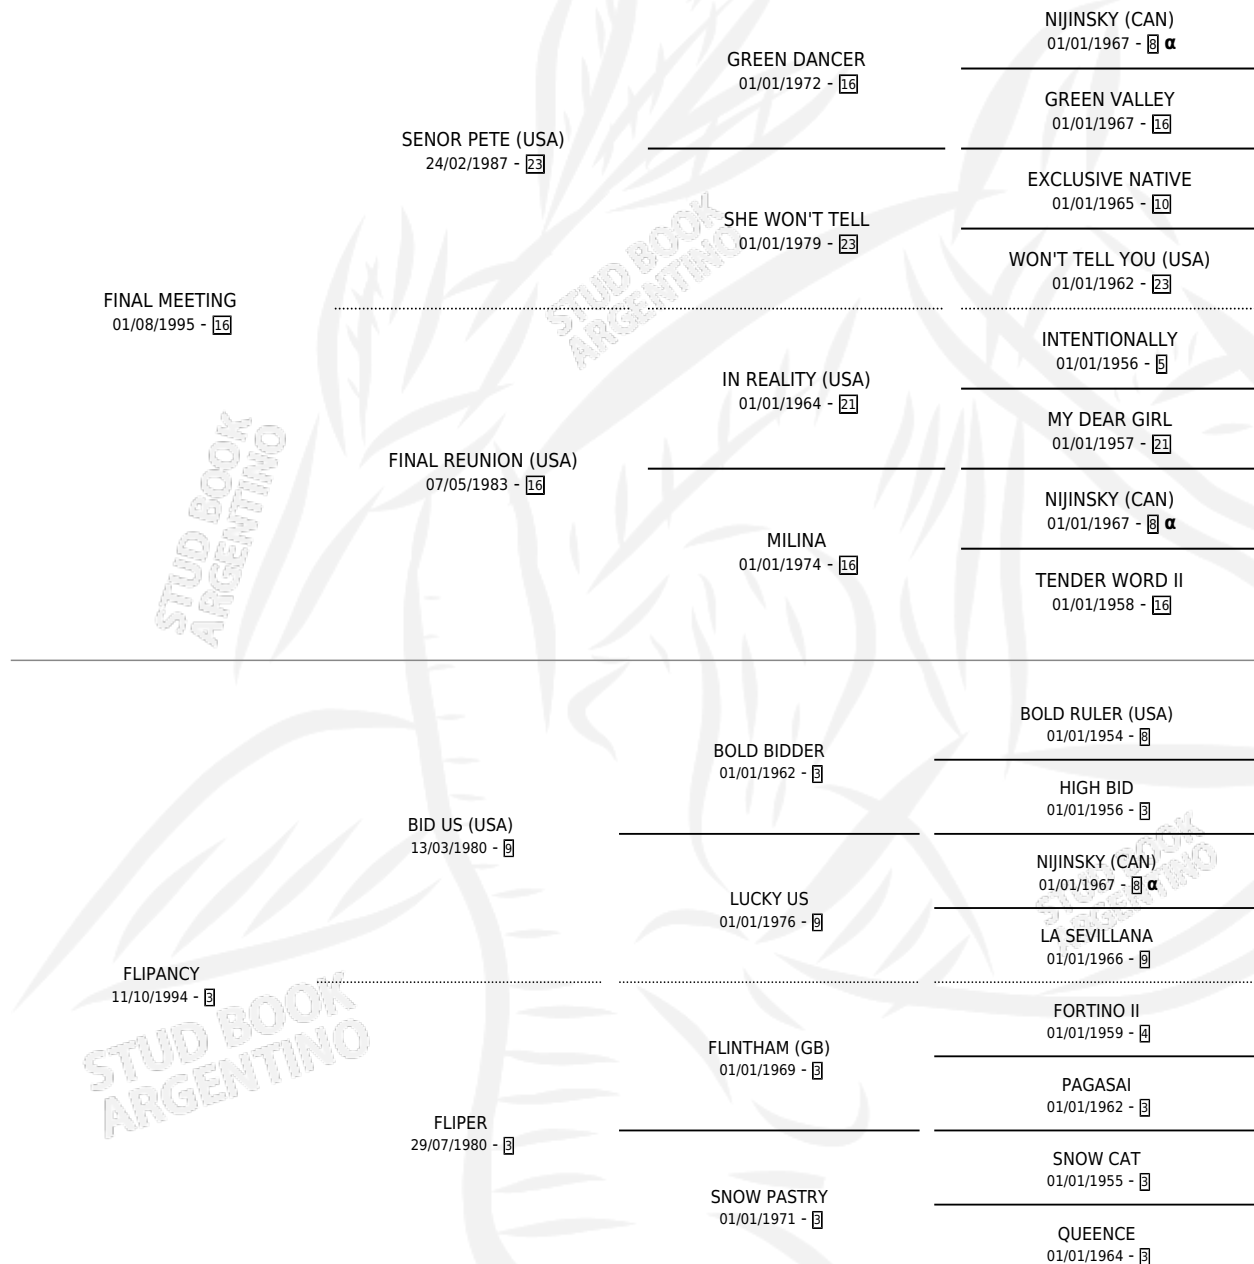 NIJINSKY (CAN)
01/01/1967 - 8 α
GREEN DANCER
01/01/1972 - 16
GREEN VALLEY
01/01/1967 - 16
SENOR PETE (USA)
24/02/1987 - 23
EXCLUSIVE NATIVE
01/01/1965 - 10
SHE WON'T TELL
01/01/1979 - 23
WON'T TELL YOU (USA)
01/01/1962 - 23
FINAL MEETING
01/08/1995 - 16
INTENTIONALLY
01/01/1956 - 5
IN REALITY (USA)
01/01/1964 - 21
MY DEAR GIRL
01/01/1957 - 21
FINAL REUNION (USA)
07/05/1983 - 16
NIJINSKY (CAN)
01/01/1967 - 8 α
MILINA
01/01/1974 - 16
TENDER WORD II
01/01/1958 - 16
BOLD RULER (USA)
01/01/1954 - 8
BOLD BIDDER
01/01/1962 - 3
HIGH BID
01/01/1956 - 3
BID US (USA)
13/03/1980 - 9
NIJINSKY (CAN)
01/01/1967 - 8 α
LUCKY US
01/01/1976 - 9
LA SEVILLANA
01/01/1966 - 9
FLIPANCY
11/10/1994 - 3
FORTINO II
01/01/1959 - 4
FLINTHAM (GB)
01/01/1969 - 3
PAGASAI
01/01/1962 - 3
FLIPER
29/07/1980 - 3
SNOW CAT
01/01/1955 - 3
SNOW PASTRY
01/01/1971 - 3
QUEENCE
01/01/1964 - 3
STUD BOOK
ARGENTINO
STUD BOOK
ARGENTINO
STUD BOOK
ARGENTINO
STUD BOOK
ARGENTINO